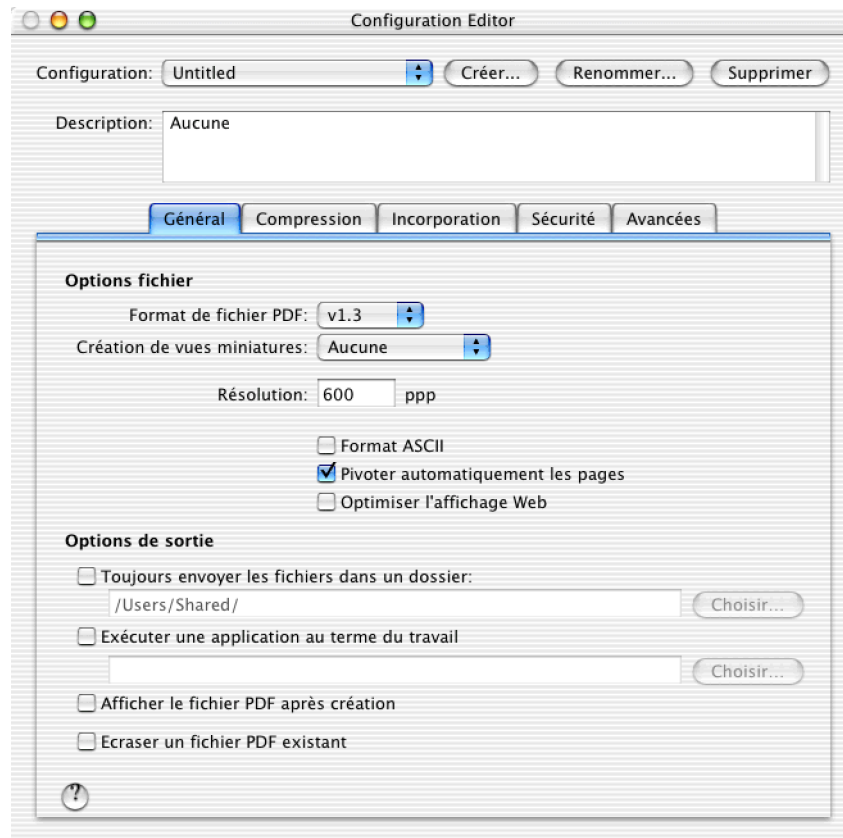 Configuration Editor
Configuration: Untitled Créer... Renommer... Supprimer
Description: Aucune
Général Compression Incorporation Sécurité Avancées
Options fichier
Format de fichier PDF: v1.3
Création de vues miniatures: Aucune
Résolution: 600 ppp
Format ASCII
Pivoter automatiquement les pages
Optimiser l'affichage Web
Options de sortie
Toujours envoyer les fichiers dans un dossier:
/Users/Shared/ Choisir...
Exécuter une application au terme du travail
Choisir...
Afficher le fichier PDF après création
Ecraser un fichier PDF existant
?